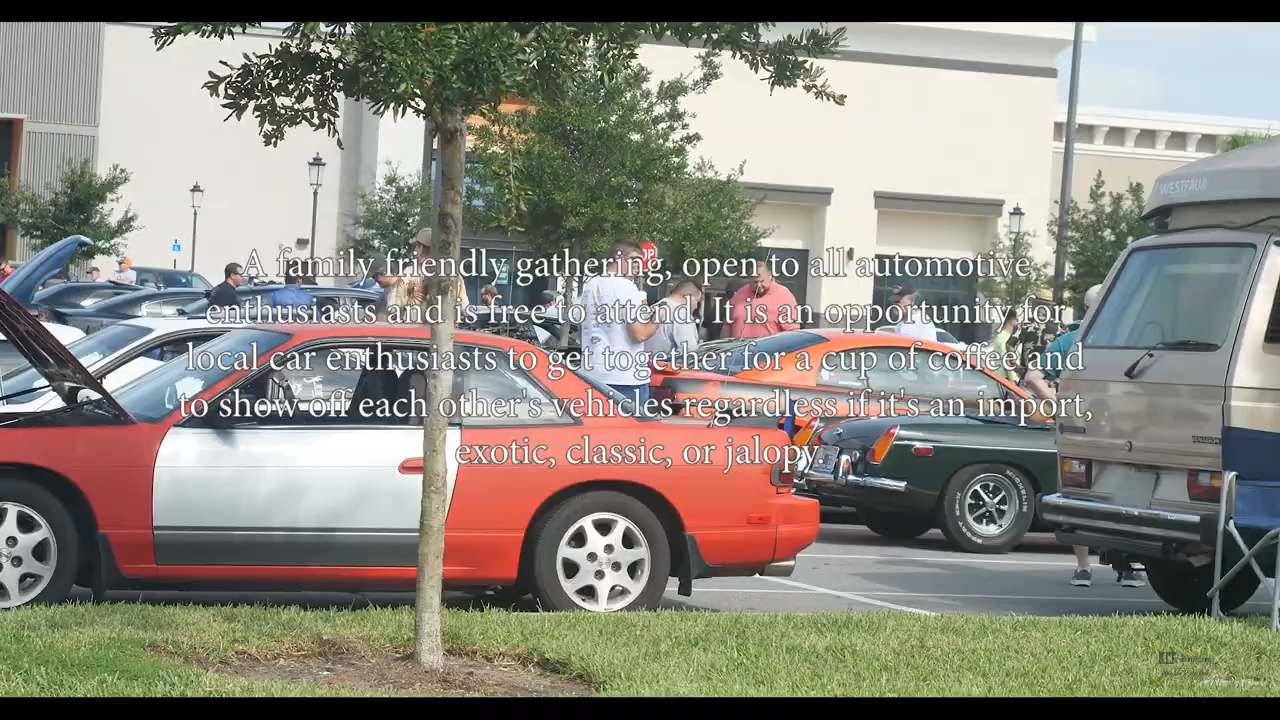 WESTFALIA
OP
A family friendly gathering, open to all automotive
enthusiasts and is free to attend. It is an opportunity for
local car enthusiasts to get together for a cup of coffee and
to show off each other's vehicles regardless if it's an import,
exotic, classic, or jalopy.
MICHELIN